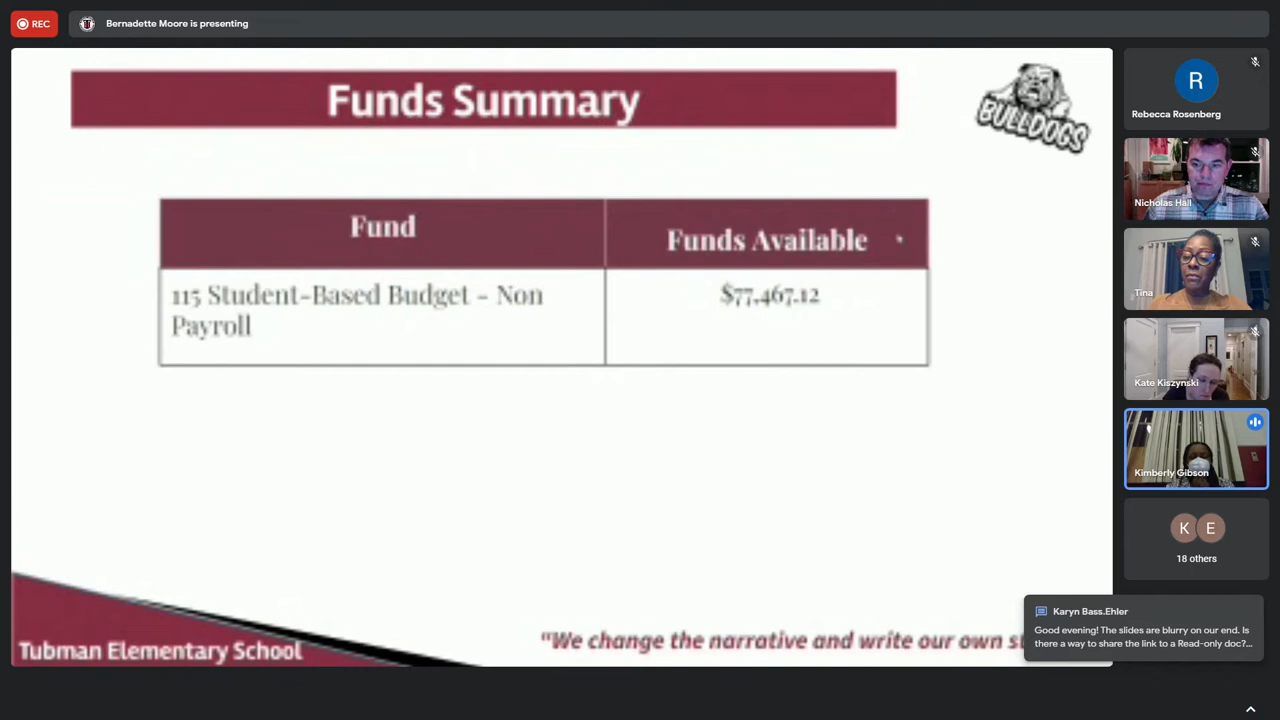 REC
Bernadette Moore is presenting
Funds Summary
BULLDOGS
Fund
Funds Available
115 Student-Based Budget - Non
Payroll
$77,467.12
Tubman Elementary School
"We change the narrative and write our own
R
Rebecca Rosenberg
Nicholas Hall
Tina
Kate Kiszynski
Kimberly Gibson
K E
18 others
Karyn Bass.Ehler
Good evening! The slides are blurry on our end. Is
there a way to share the link to a Read-only doc?...